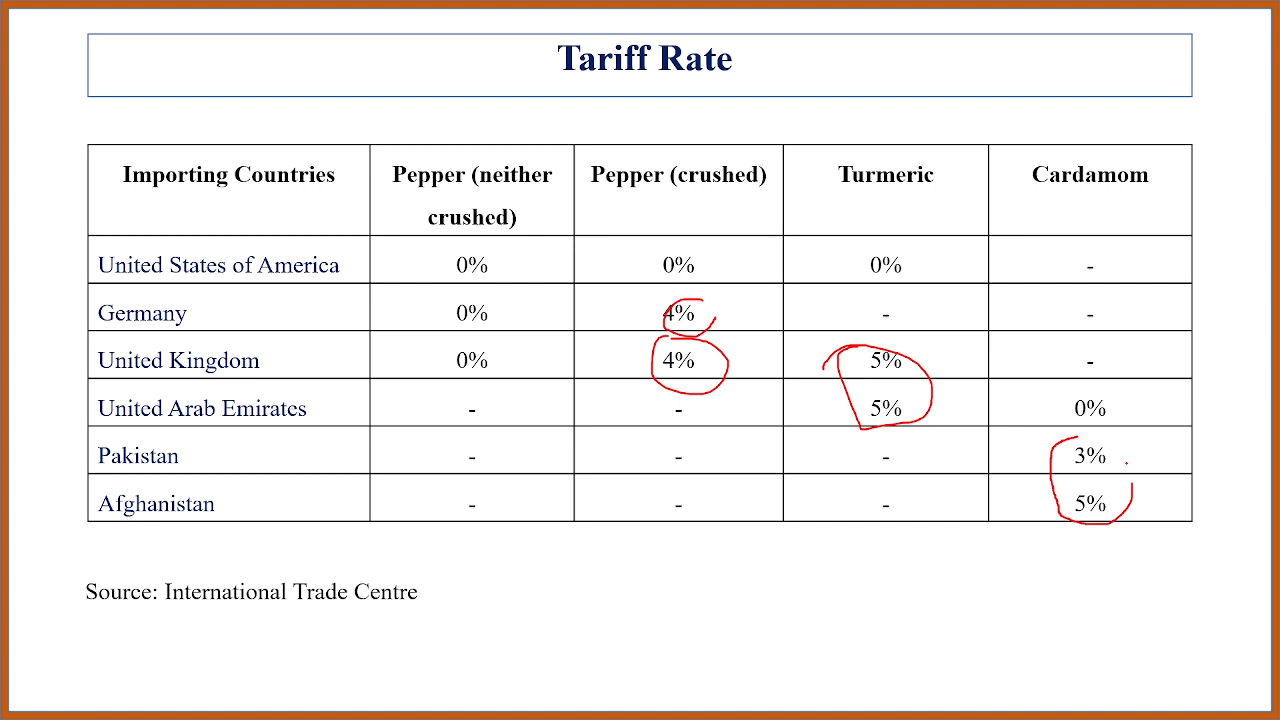 Tariff Rate
Importing Countries Pepper (neither crushed) Pepper (crushed) Turmeric Cardamom
United States of America 0% 0% 0% -
Germany 0% 4% - -
United Kingdom 0% 4% 5% -
United Arab Emirates - - 5% 0%
Pakistan - - - 3%
Afghanistan - - - 5%
Source: International Trade Centre